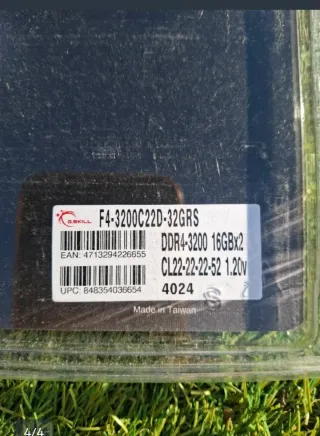 G.SKILL
F4-3200C22D-32GRS
DDR4-3200 16GBx2
EAN: 4713294226655
CL22-22-22-52 1.20v
UPC: 848354036654
4024
Made in Taiwan
4/4